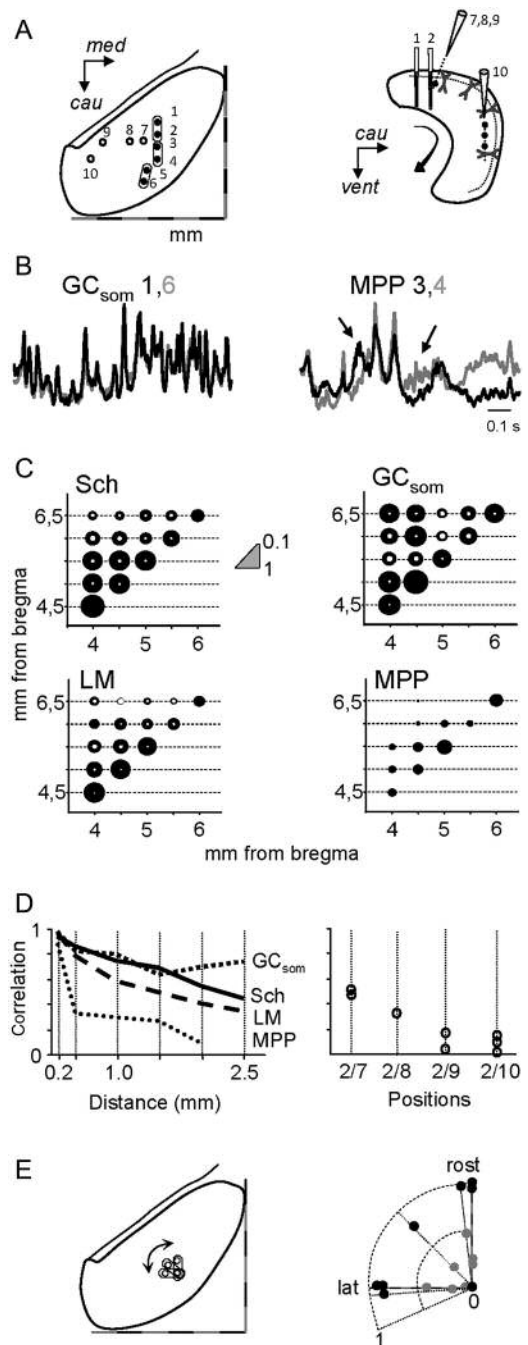 A
med
cau
1
2
3
4
5
6
7
8
9
10
mm
1 2
7,8,9
10
cau
vent
B
GCsom 1,6
MPP 3,4
0.1 s
C
Sch
6,5
4,5
4 5 6
0.1
1
GCsom
6,5
4,5
4 5 6
LM
6,5
4,5
4 5 6
MPP
6,5
4,5
4 5 6
mm from bregma
mm from bregma
D
Correlation
1
0
0.2 1.0 2.5
Distance (mm)
GCsom
Sch
LM
MPP
2/7 2/8 2/9 2/10
Positions
E
rost
lat
1
0